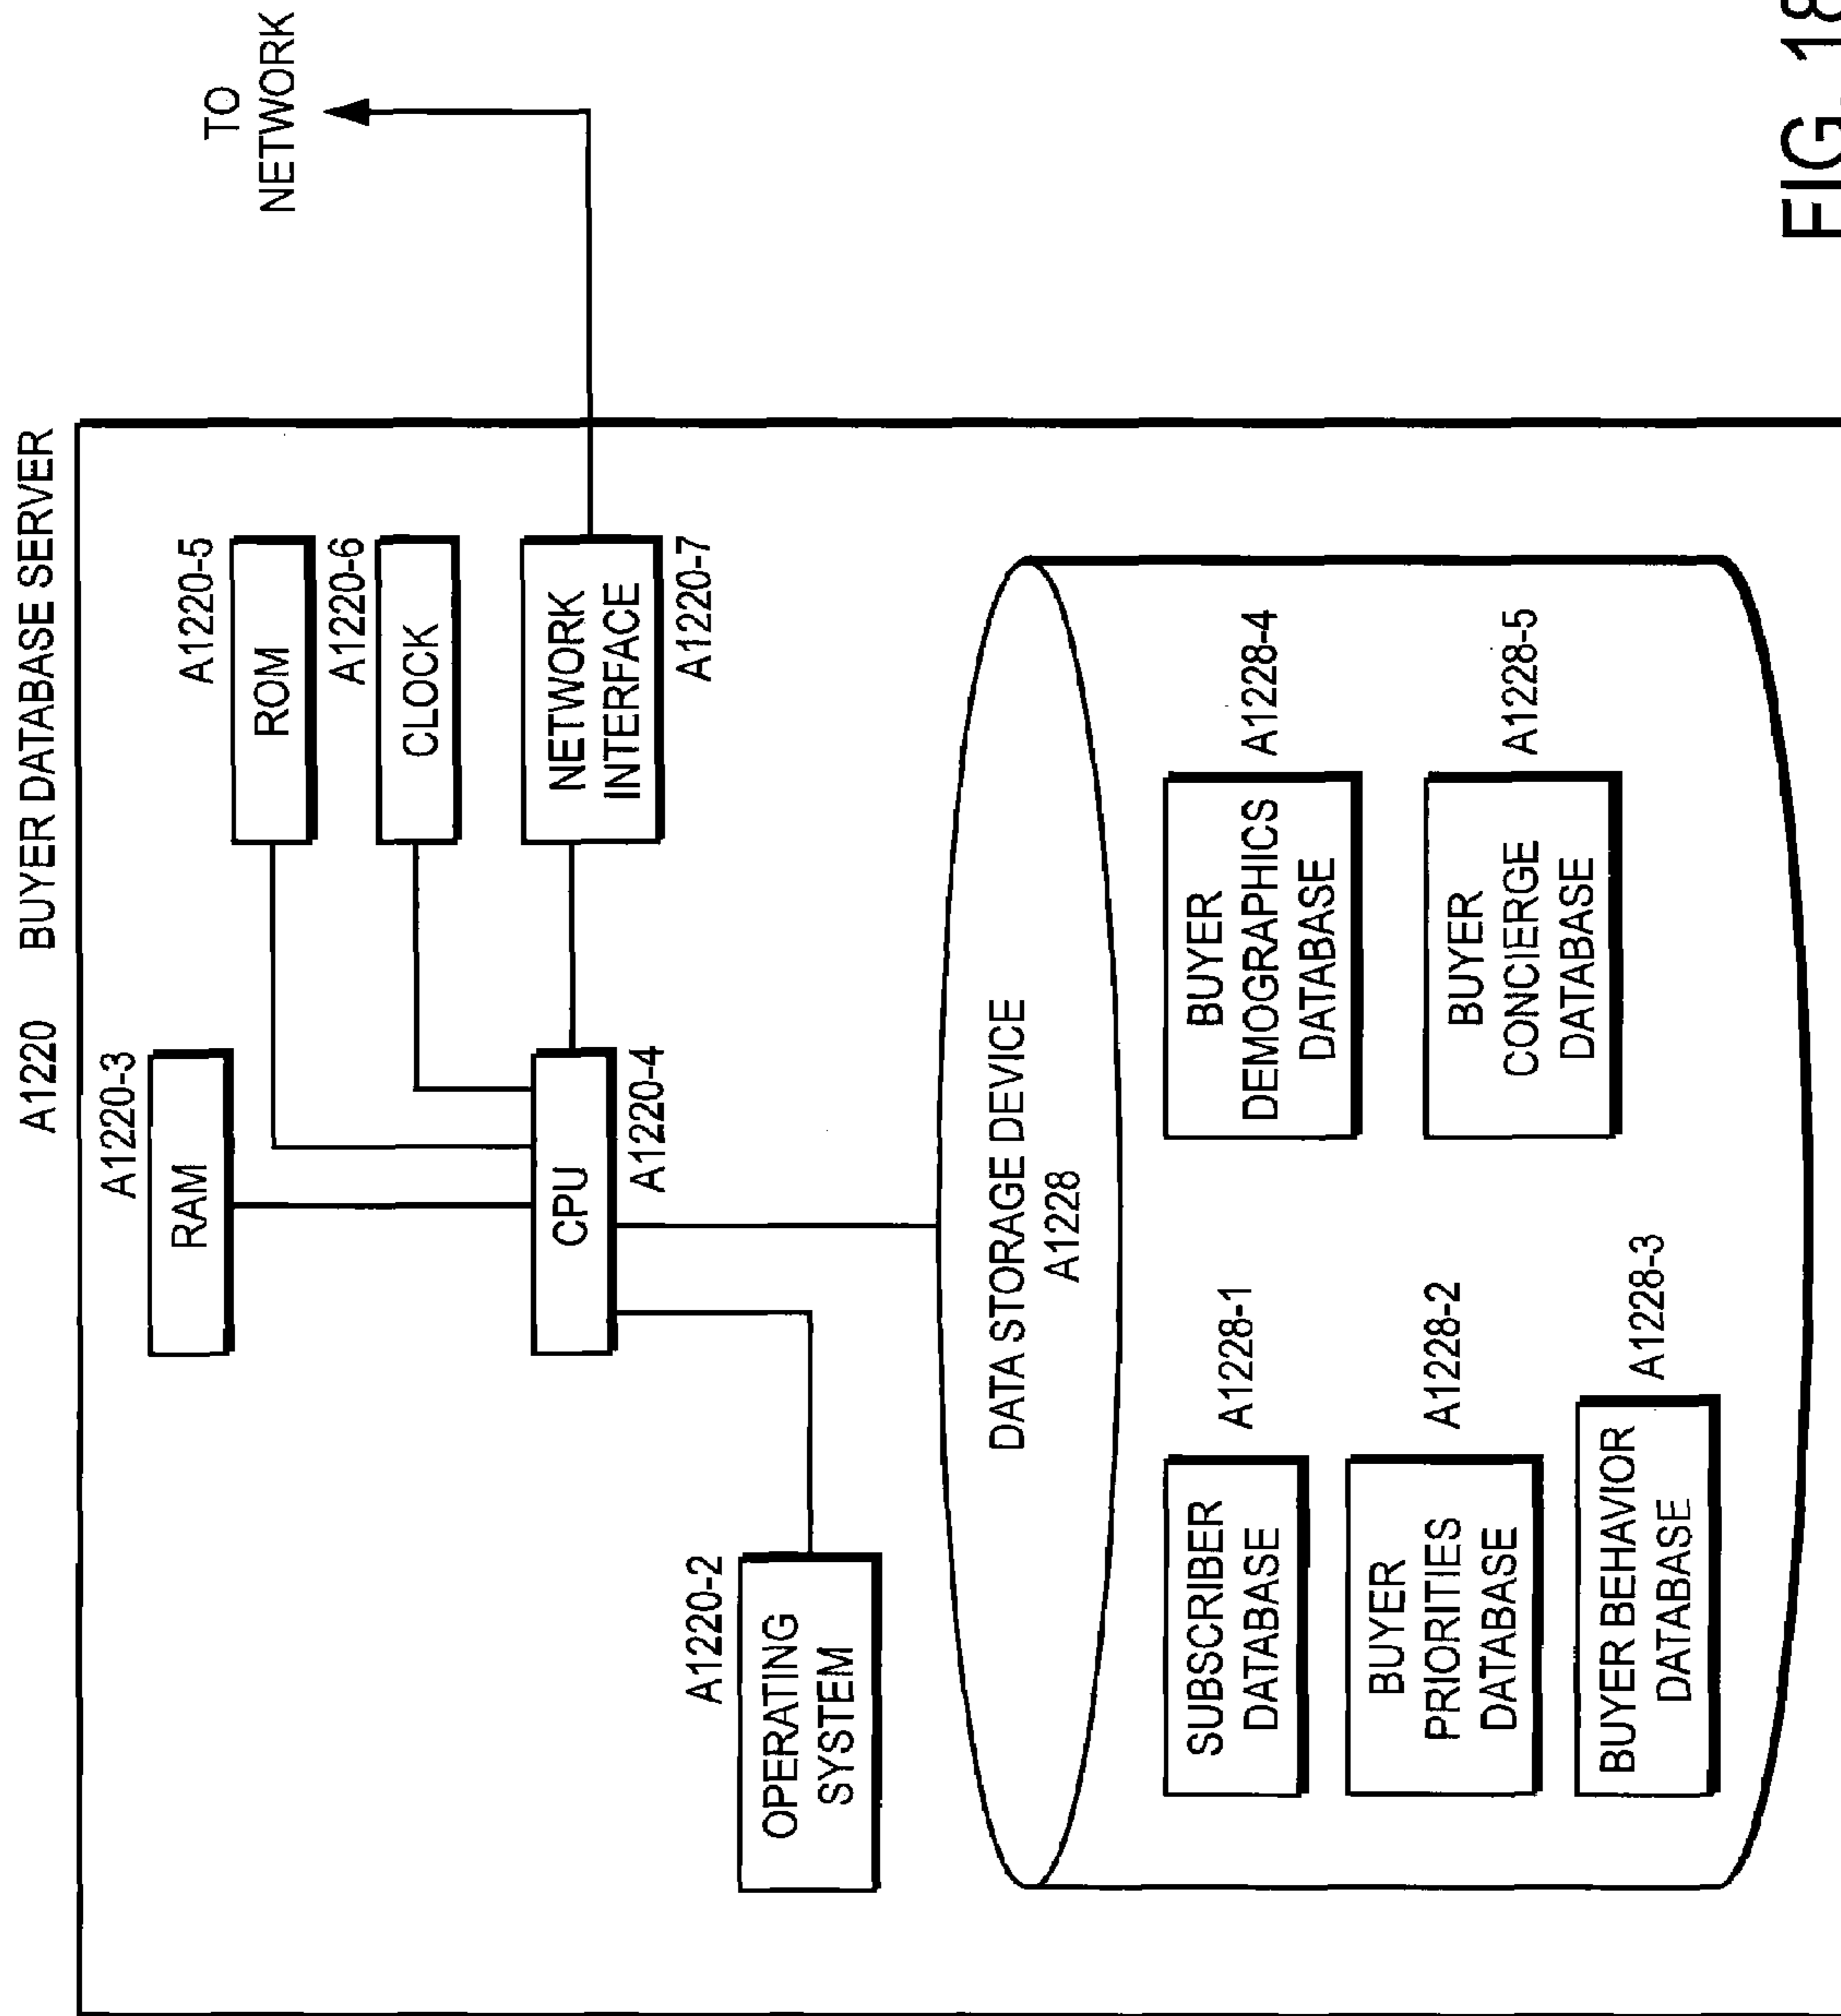 A1220 BUYER DATABASE SERVER
TO
NETWORK
A1220-3
RAM
A1220-5
ROM
A1220-6
CLOCK
NETWORK
INTERFACE
A1220-7
CPU
A1220-4
A1220-2
OPERATING
SYSTEM
DATA STORAGE DEVICE
A1228
SUBSCRIBER
DATABASE
A1228-1
BUYER
PRIORITIES
DATABASE
A1228-2
BUYER BEHAVIOR
DATABASE
A1228-3
BUYER
DEMOGRAPHICS
DATABASE
A1228-4
BUYER
CONCIERGE
DATABASE
A1228-5
FIG. 18